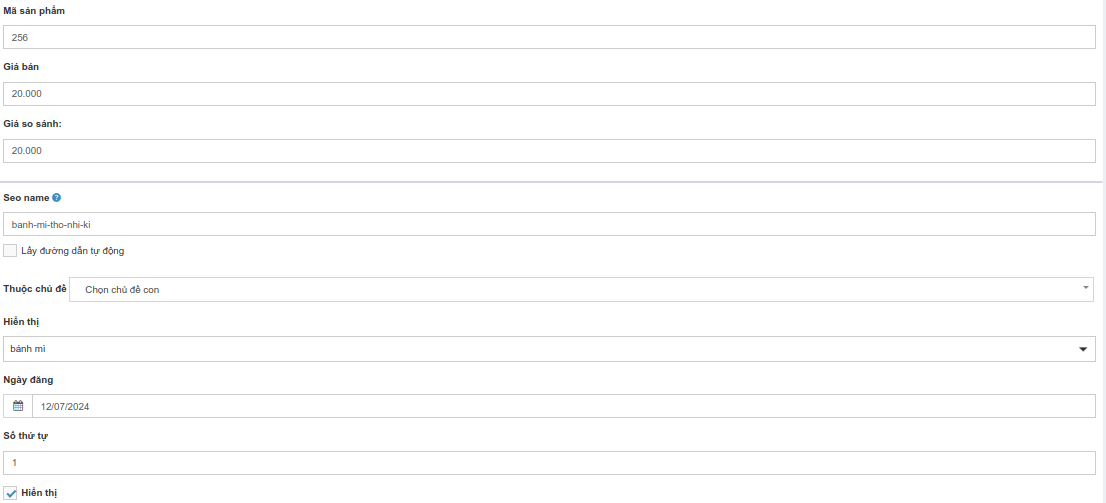 Mã sản phẩm
256
Giá bán
20.000
Giá so sánh:
20.000
Seo name
banh-mi-tho-nhi-ki
Lấy đường dẫn tự động
Thuộc chủ đề Chọn chủ đề con
Hiển thị
bánh mì
Ngày đăng
12/07/2024
Số thứ tự
1
Hiển thị